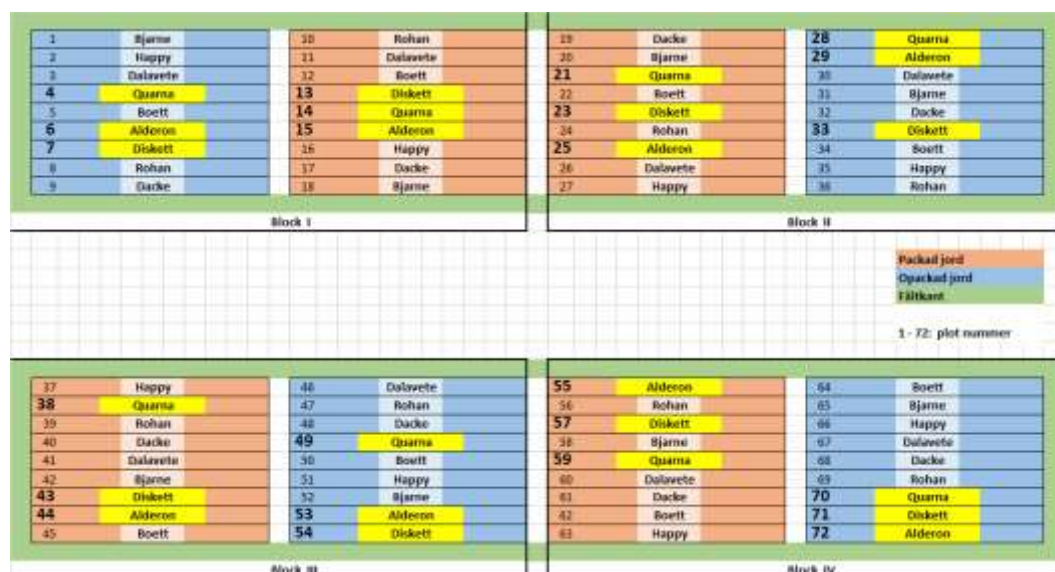 1 Bjarne 10 Rohan 19 Dacke 28 Quarna
2 Happy 11 Dalavete 20 Bjarne 29 Alderon
3 Dalavete 12 Boett 21 Quarna 30 Dalavete
4 Quarna 13 Diskett 22 Boett 31 Bjarne
5 Boett 14 Quarna 23 Diskett 32 Dacke
6 Alderon 15 Alderon 24 Rohan 33 Diskett
7 Diskett 16 Happy 25 Alderon 34 Boett
8 Rohan 17 Dacke 26 Dalavete 35 Happy
9 Dacke 18 Bjarne 27 Happy 36 Rohan
Block I Block II
Packad jord
Opackad jord
Fältkant
1 - 72: plot nummer
37 Happy 46 Dalavete 55 Alderon 64 Boett
38 Quarna 47 Rohan 56 Rohan 65 Bjarne
39 Rohan 48 Dacke 57 Diskett 66 Happy
40 Dacke 49 Quarna 58 Bjarne 67 Dalavete
41 Dalavete 50 Boett 59 Quarna 68 Dacke
42 Bjarne 51 Happy 60 Dalavete 69 Rohan
43 Diskett 52 Bjarne 61 Dacke 70 Quarna
44 Alderon 53 Alderon 62 Boett 71 Diskett
45 Boett 54 Diskett 63 Happy 72 Alderon
Block III Block IV